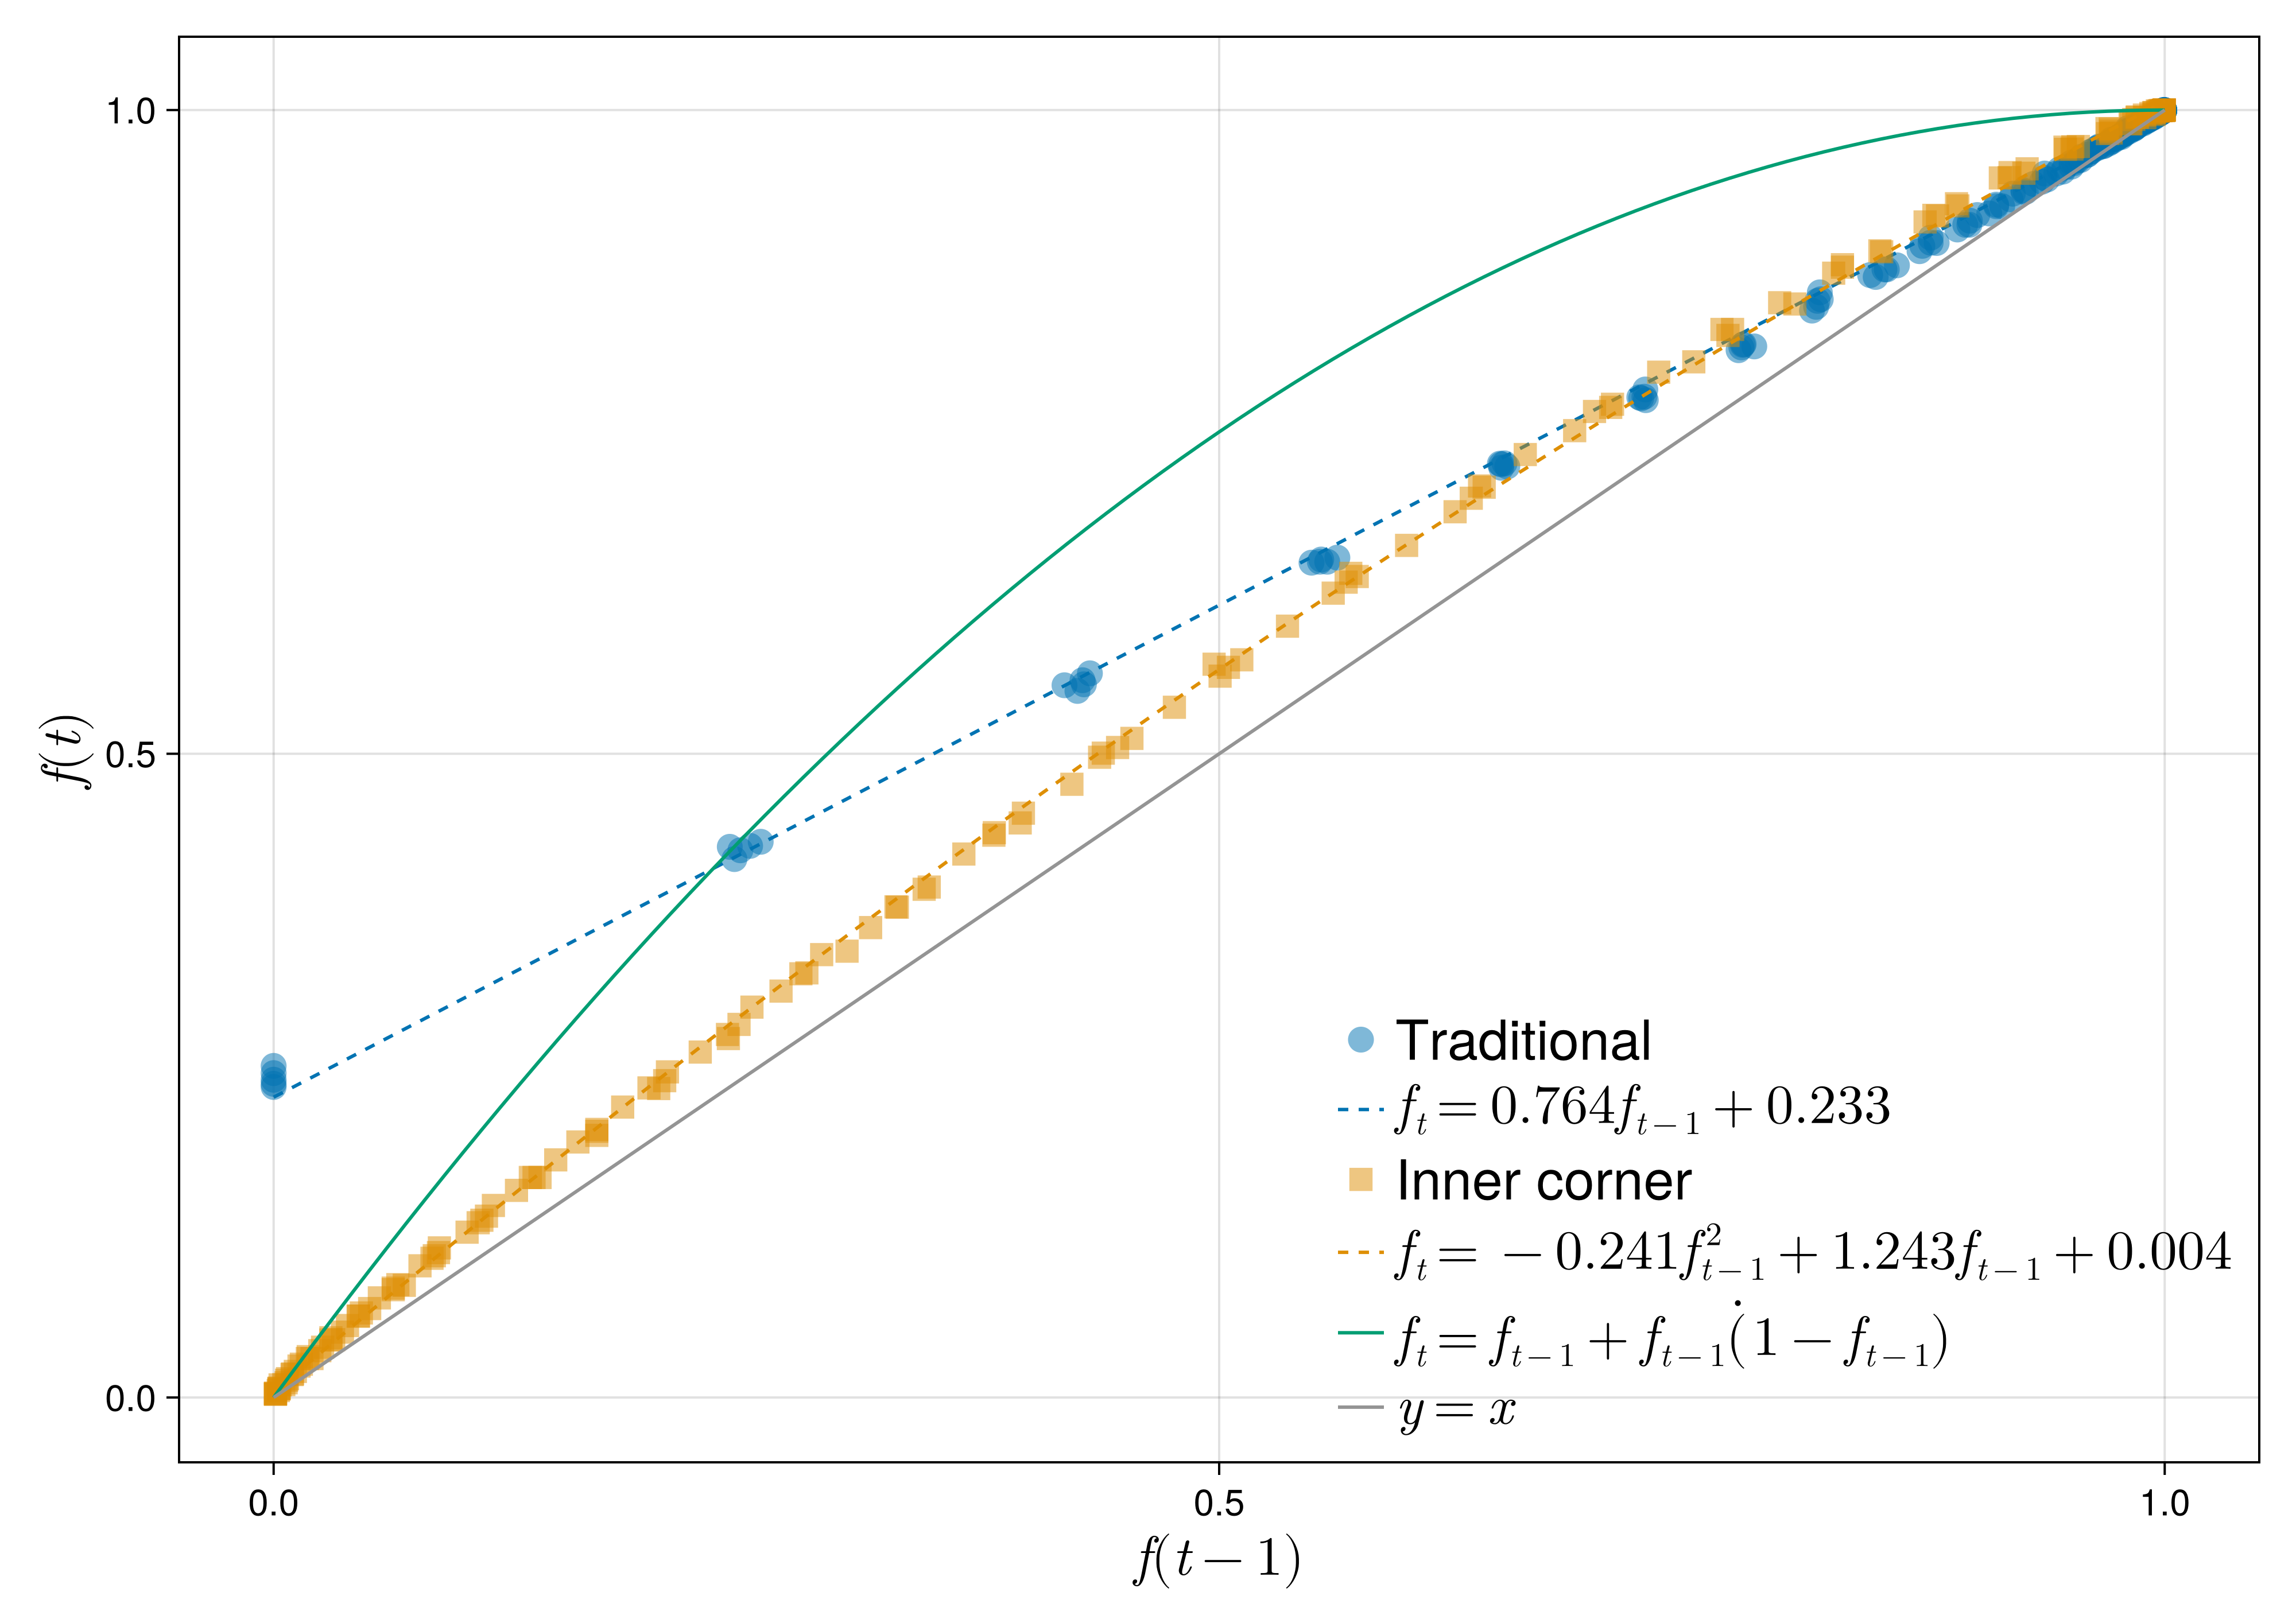 1.0
0.5
0.0
f(t)
Traditional
f_t = 0.764f_{t-1} + 0.233
Inner corner
f_t = -0.241f_{t-1}^2 + 1.243f_{t-1} + 0.004
f_t = f_{t-1} + f_{t-1}\dot{(}1 - f_{t-1})
y = x
0.0
0.5
1.0
f(t-1)